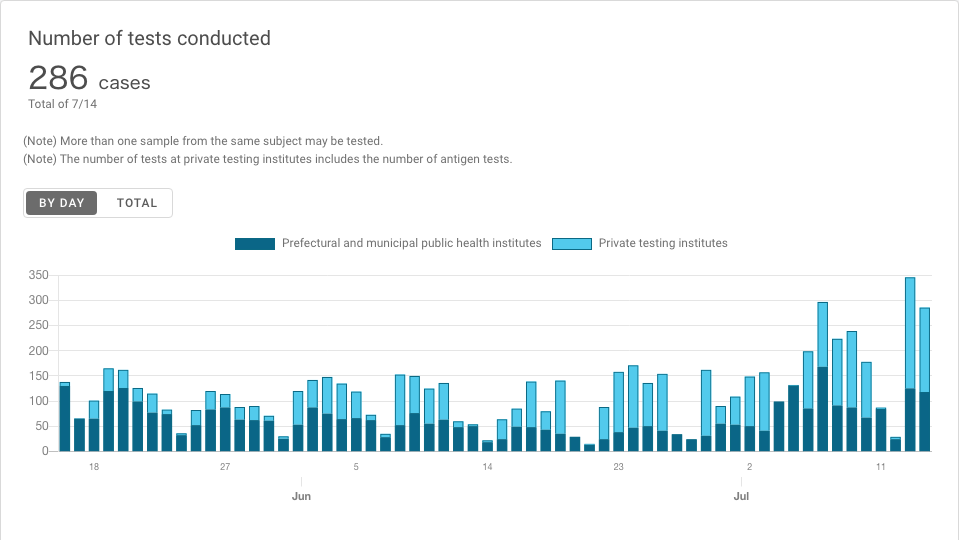 Number of tests conducted
286 cases
Total of 7/14
(Note) More than one sample from the same subject may be tested.
(Note) The number of tests at private testing institutes includes the number of antigen tests.
BY DAY TOTAL
Prefectural and municipal public health institutes Private testing institutes
350
300
250
200
150
100
50
0
18 27 5 14 23 2 11
Jun Jul